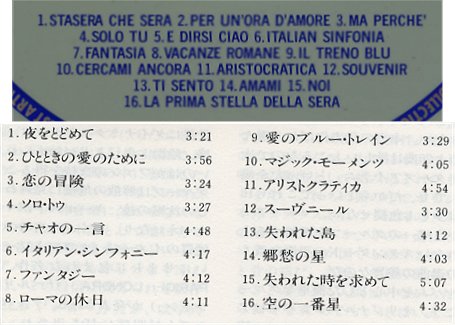 1.STASERA CHE SERA 2.PER UN'ORA D'AMORE 3.MA PERCHE'
4.SOLO TU 5.E DIRSI CIAO 6.ITALIAN SINFONIA
7.FANTASIA 8.VACANZE ROMANE 9.IL TRENO BLU
10.CERCAMI ANCORA 11.ARISTOCRATICA 12.SOUVENIR
13.TI SENTO 14.AMAMI 15.NOI
16.LA PRIMA STELLA DELLA SERA
1.夜をとどめて 3:21
2.ひとときの愛のために 3:56
3.恋の冒険 3:24
4.ソロ・トゥ 3:27
5.チャオの一言 4:48
6.イタリアン・シンフォニー 4:17
7.ファンタジー 4:12
8.ローマの休日 4:11
9.愛のブルー・トレイン 3:29
10.マジック・モーメンツ 4:05
11.アリストクラティカ 4:54
12.スーヴニール 3:30
13.失われた島 4:12
14.郷愁の星 4:03
15.失われた時を求めて 5:07
16.空の一番星 4:32